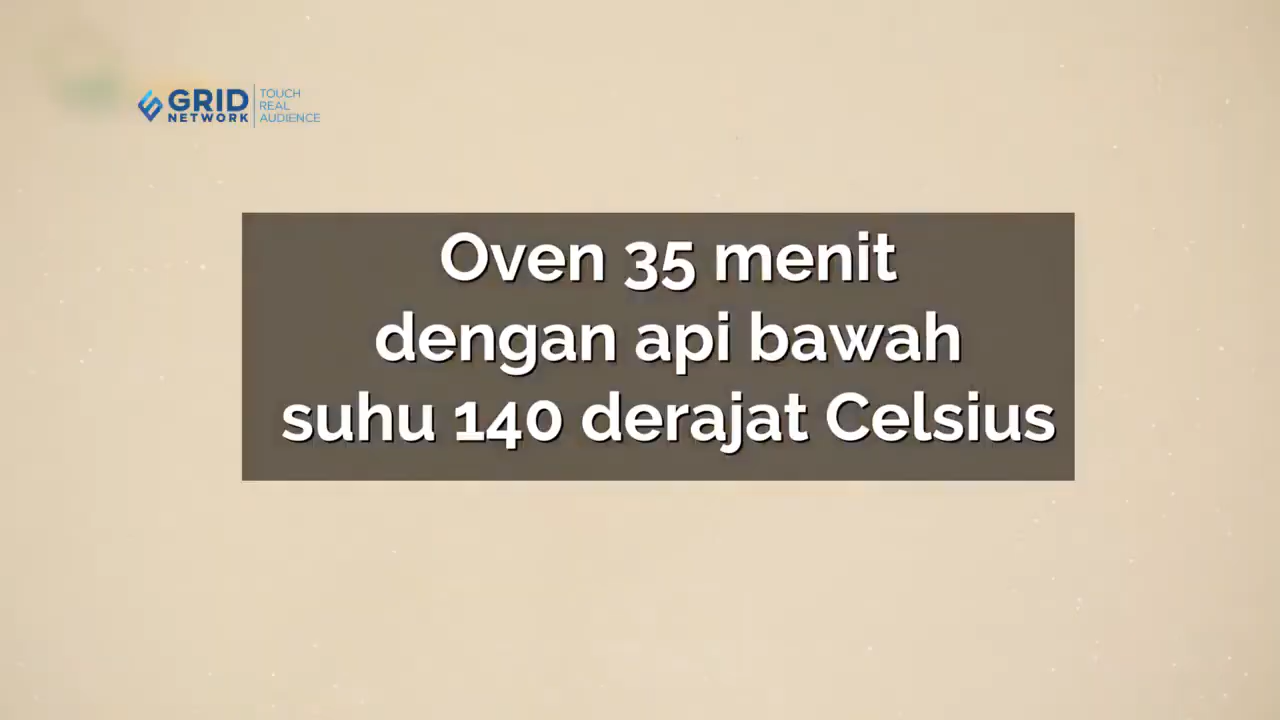 GRID
NETWORK
TOUCH
REAL
AUDIENCE
Oven 35 menit
dengan api bawah
suhu 140 derajat Celsius